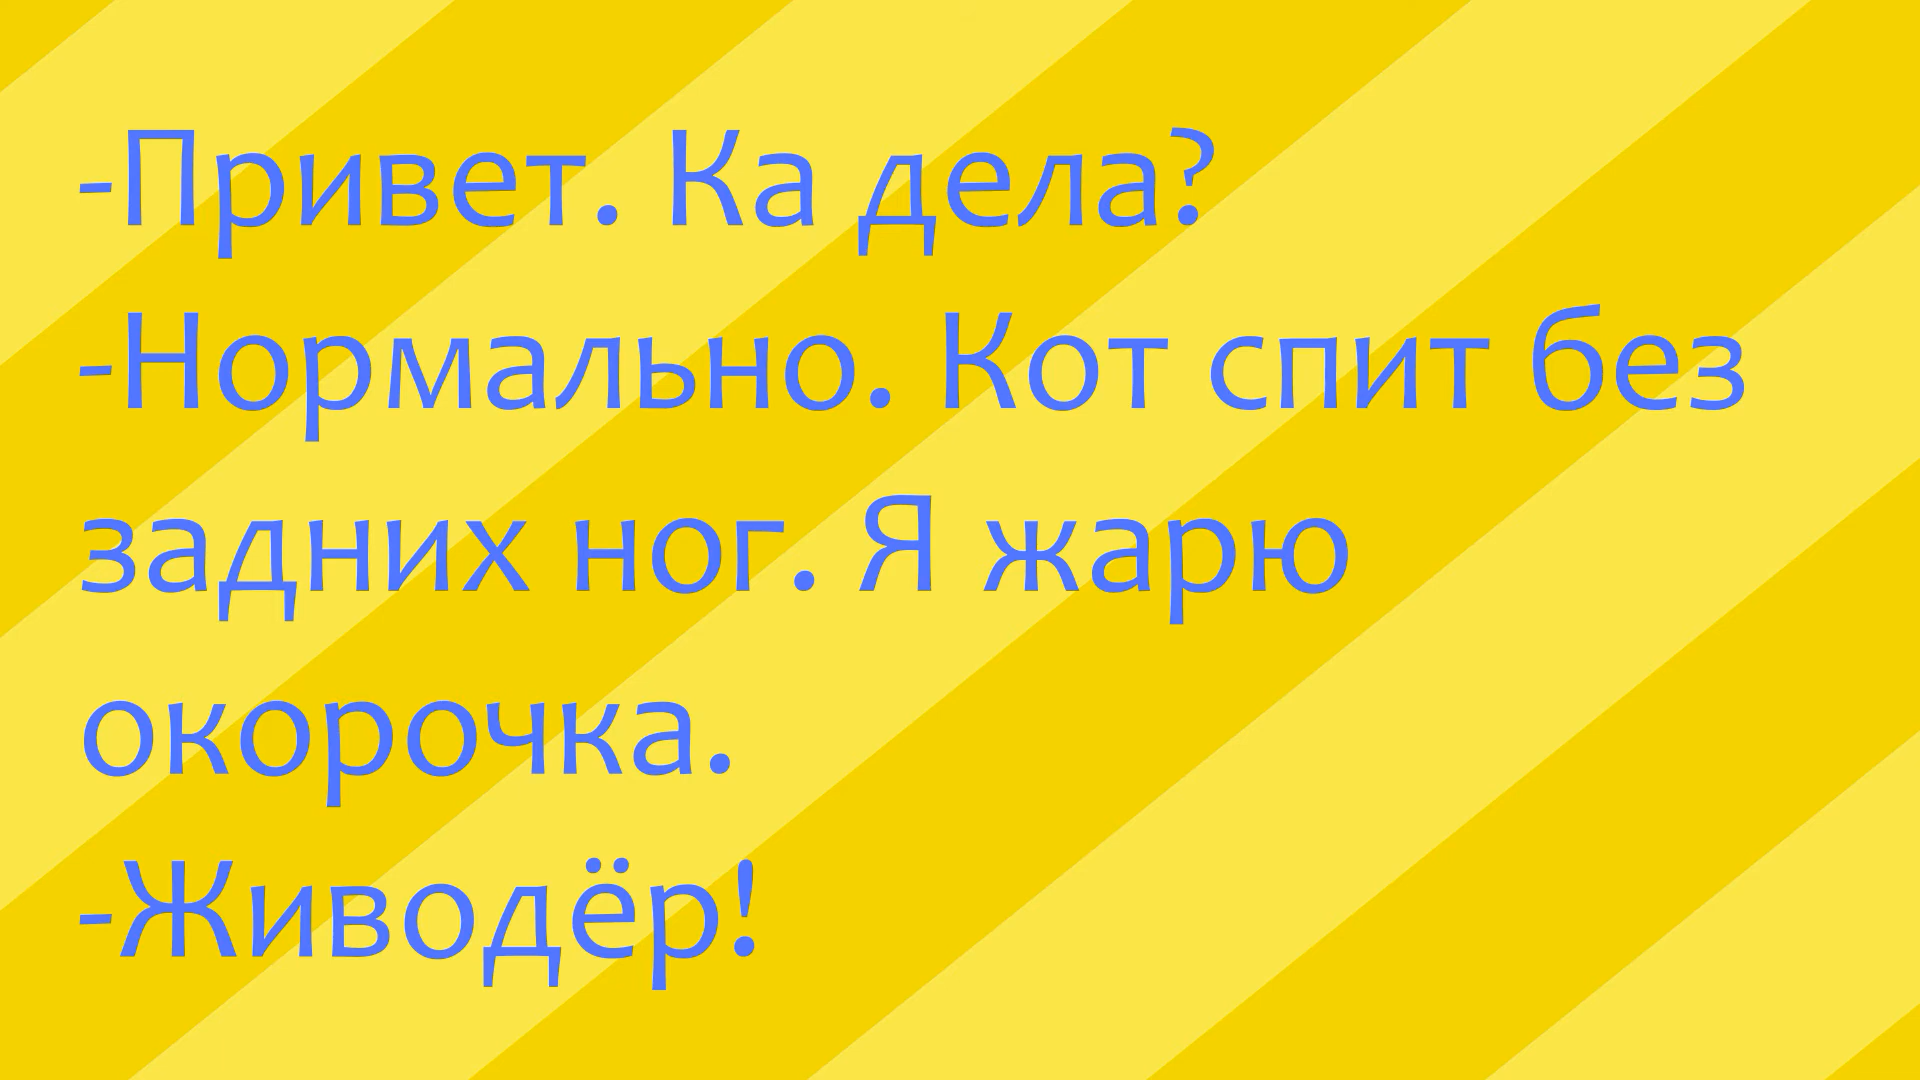 -Привет. Ка дела?
-Нормально. Кот спит без
задних ног. Я жарю
окорочка.
-Живодёр!